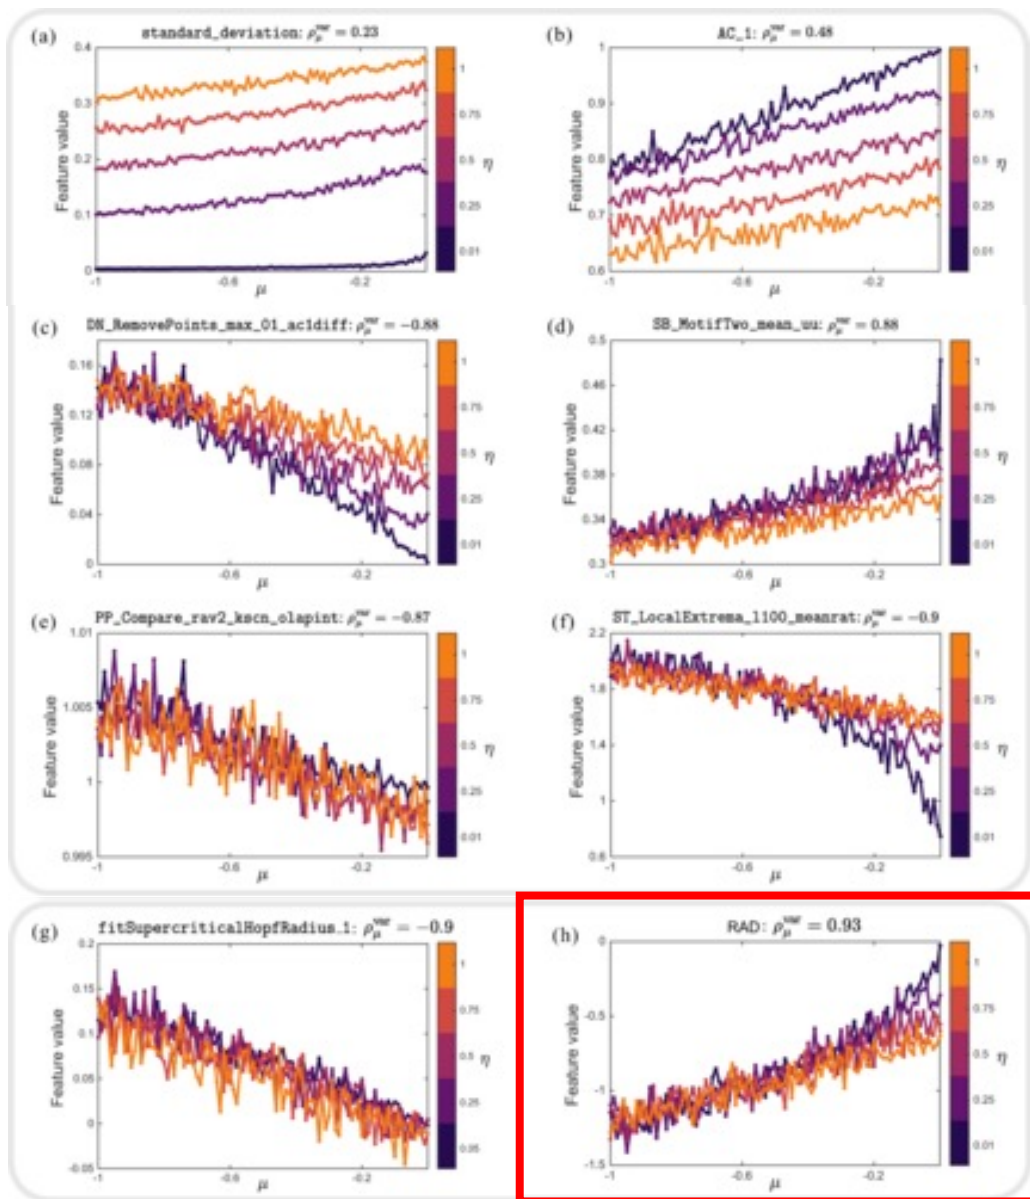 (a) standard_deviation: ρ_μ^var = 0.23
0.4
0.3
0.2
0.1
0
-1 -0.6 -0.2
Feature value
μ
1
0.75
0.5
0.25
0.01
η
(b) AC_1: ρ_μ^var = 0.48
1
0.9
0.8
0.7
0.6
-1 -0.6 -0.2
Feature value
μ
1
0.75
0.5
0.25
0.01
η
(c) DN_RemovePoints_max_01_ac1diff: ρ_μ^var = −0.88
0.16
0.12
0.08
0.04
0
-1 -0.6 -0.2
Feature value
μ
1
0.75
0.5
0.25
0.01
η
(d) SB_MotifTwo_mean_uu: ρ_μ^var = 0.88
0.5
0.46
0.42
0.38
0.34
0.3
-1 -0.6 -0.2
Feature value
μ
1
0.75
0.5
0.25
0.01
η
(e) PP_Compare_rav2_kscn_olapint: ρ_μ^var = −0.87
1.01
1.005
1
0.995
-1 -0.6 -0.2
Feature value
μ
1
0.75
0.5
0.25
0.01
η
(f) ST_LocalExtrema_l100_meanrat: ρ_μ^var = −0.9
2.2
1.8
1.4
1
0.6
-1 -0.6 -0.2
Feature value
μ
1
0.75
0.5
0.25
0.01
η
(g) fitSupercriticalHopfRadius_1: ρ_μ^var = −0.9
0.2
0.15
0.1
0.05
0
-0.05
-1 -0.6 -0.2
Feature value
μ
1
0.75
0.5
0.25
0.05
η
(h) RAD: ρ_μ^var = 0.93
0
-0.5
-1
-1.5
-1 -0.6 -0.2
Feature value
μ
1
0.75
0.5
0.25
0.01
η